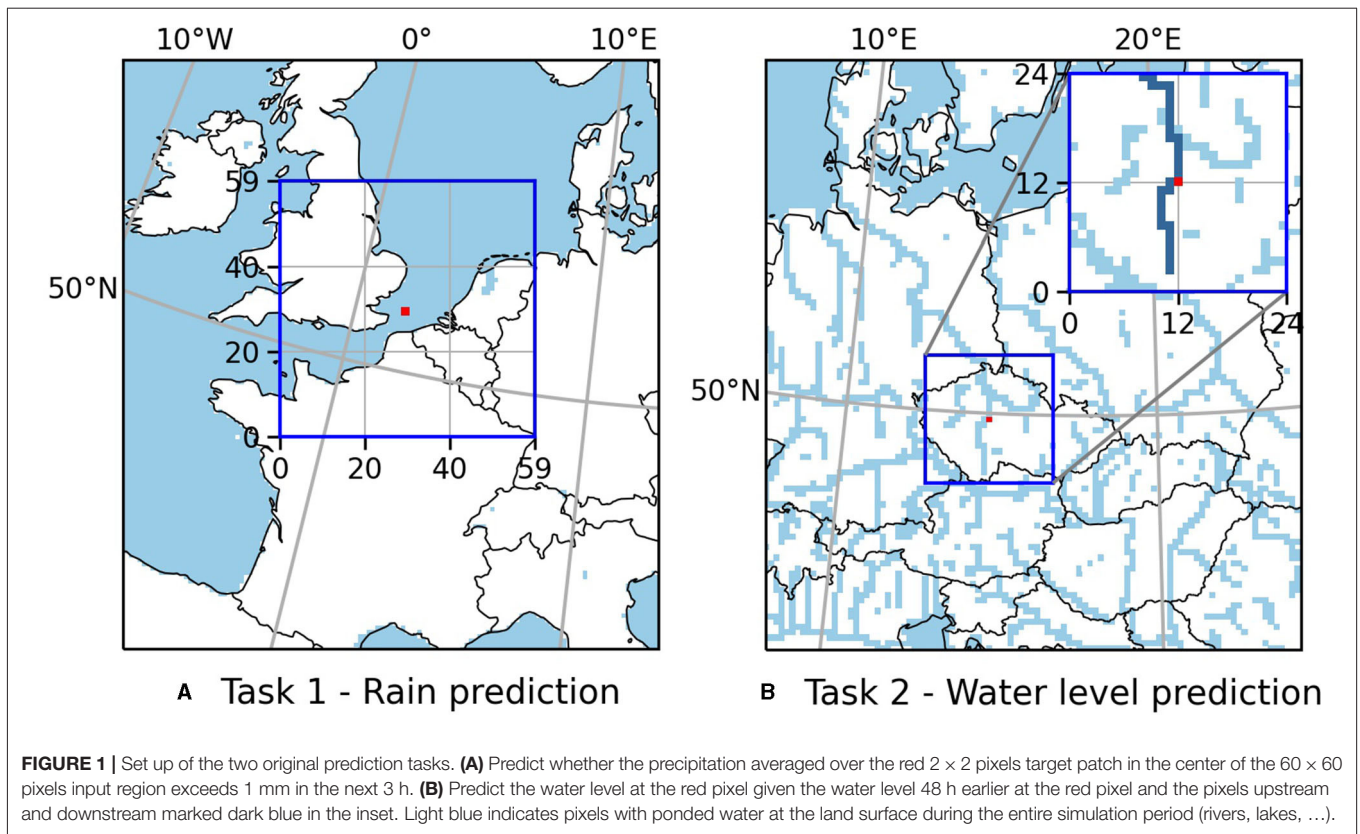 10°W 0° 10°E
50°N
59
40
20
0
0 20 40 59
A Task 1 - Rain prediction
10°E 20°E
50°N
24
12
0
0 12 24
B Task 2 - Water level prediction
FIGURE 1 | Set up of the two original prediction tasks. (A) Predict whether the precipitation averaged over the red 2 × 2 pixels target patch in the center of the 60 × 60
pixels input region exceeds 1 mm in the next 3 h. (B) Predict the water level at the red pixel given the water level 48 h earlier at the red pixel and the pixels upstream
and downstream marked dark blue in the inset. Light blue indicates pixels with ponded water at the land surface during the entire simulation period (rivers, lakes, …).